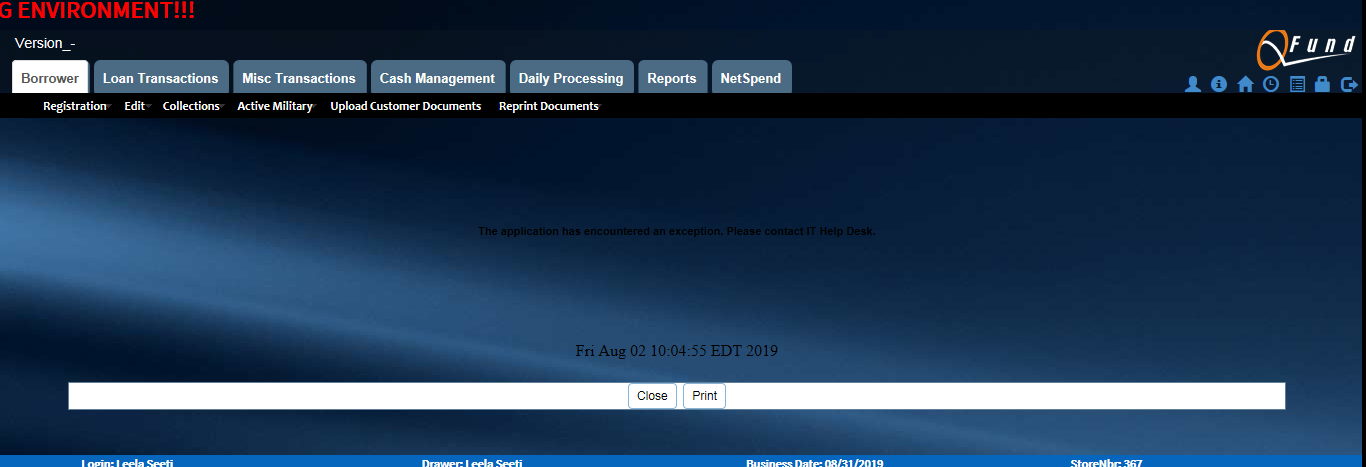 G ENVIRONMENT!!!
Version_-
Fund
Borrower Loan Transactions Misc Transactions Cash Management Daily Processing Reports NetSpend
Registration Edit Collections Active Military Upload Customer Documents Reprint Documents
The application has encountered an exception. Please contact IT Help Desk.
Fri Aug 02 10:04:55 EDT 2019
Close Print
Login: Leela Seeti Drawer: Leela Seeti Business Date: 08/31/2019 StoreNbr: 367